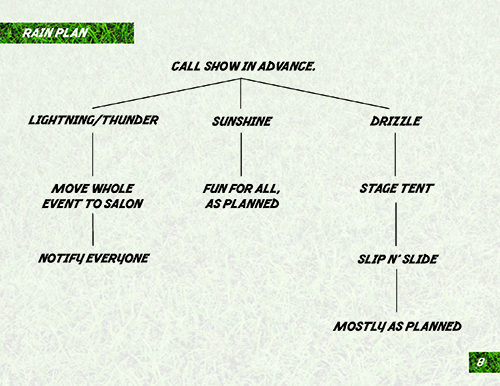 RAIN PLAN
CALL SHOW IN ADVANCE.
LIGHTNING/THUNDER
SUNSHINE
DRIZZLE
MOVE WHOLE
EVENT TO SALON
FUN FOR ALL,
AS PLANNED
STAGE TENT
NOTIFY EVERYONE
SLIP N' SLIDE
MOSTLY AS PLANNED
8